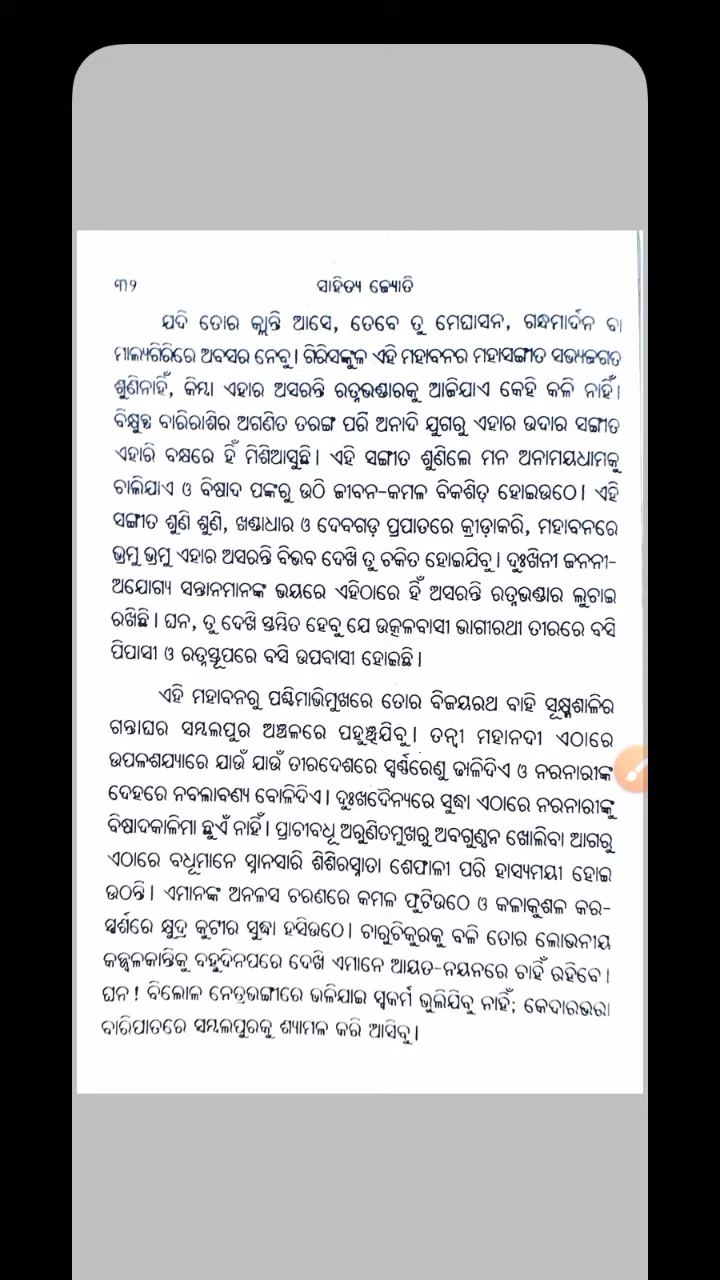 ୩୨ ସାହିତ୍ୟ ଜ୍ୟୋତି
ଯଦି ତୋର କ୍ଲାନ୍ତି ଆସେ, ତେବେ ତୁ ମେଘାସନ, ଗନ୍ଧମାର୍ଦନ ବା
ମାଲ୍ୟଗିରିରେ ଅବସର ନେବୁ। ଗିରିସଙ୍କୁଳ ଏହି ମହାବନର ମହାସଙ୍ଗୀତ ସଭ୍ୟଜଗତ
ଶୁଣିନାହିଁ, କିମ୍ବା ଏହାର ଅସରନ୍ତି ରତ୍ନଭଣ୍ଡାରକୁ ଆଜିଯାଏ କେହି କଳି ନାହିଁ।
ବିକ୍ଷୁବ୍ଧ ବାରିରାଶିର ଅଗଣିତ ତରଙ୍ଗ ପରି ଅନାଦି ଯୁଗରୁ ଏହାର ଉଦାର ସଙ୍ଗୀତ
ଏହାରି ବକ୍ଷରେ ହିଁ ମିଶିଆସୁଛି। ଏହି ସଙ୍ଗୀତ ଶୁଣିଲେ ମନ ଅନାମୟଧାମକୁ
ଚାଲିଯାଏ ଓ ବିଷାଦ ପଙ୍କରୁ ଉଠି ଜୀବନ-କମଳ ବିକଶିତ ହୋଇଉଠେ। ଏହି
ସଙ୍ଗୀତ ଶୁଣି ଶୁଣି, ଖଣ୍ଡାଧାର ଓ ଦେବଗଡ଼ ପ୍ରପାତରେ କ୍ରୀଡ଼ାକରି, ମହାବନରେ
ଭ୍ରମୁ ଭ୍ରମୁ ଏହାର ଅସରନ୍ତି ବିଭବ ଦେଖି ତୁ ଚକିତ ହୋଇଯିବୁ। ଦୁଃଖିନୀ ଜନନୀ-
ଅଯୋଗ୍ୟ ସନ୍ତାନମାନଙ୍କ ଭୟରେ ଏହିଠାରେ ହିଁ ଅସରନ୍ତି ରତ୍ନଭଣ୍ଡାର ଲୁଚାଇ
ରଖିଛି। ଘନ, ତୁ ଦେଖି ସ୍ତମ୍ଭିତ ହେବୁ ଯେ ଉତ୍କଳବାସୀ ଭାଗୀରଥୀ ତୀରରେ ବସି
ପିପାସୀ ଓ ରତ୍ନସ୍ତୂପରେ ବସି ଉପବାସୀ ହୋଇଛି।
ଏହି ମହାବନରୁ ପଶ୍ଚିମାଭିମୁଖରେ ତୋର ବିଜୟରଥ ବାହି ସୂକ୍ଷ୍ମଶାଳିର
ଗନ୍ତାଘର ସମ୍ବଲପୁର ଅଞ୍ଚଳରେ ପହୁଞ୍ଚିଯିବୁ। ତନ୍ୱୀ ମହାନଦୀ ଏଠାରେ
ଉପଳଶଯ୍ୟାରେ ଯାଉଁ ଯାଉଁ ତୀରଦେଶରେ ସ୍ୱର୍ଣ୍ଣରେଣୁ ଢାଳିଦିଏ ଓ ନରନାରୀଙ୍କ
ଦେହରେ ନବଲାବଣ୍ୟ ବୋଳିଦିଏ। ଦୁଃଖଦୈନ୍ୟରେ ସୁଦ୍ଧା ଏଠାରେ ନରନାରୀଙ୍କୁ
ବିଷାଦକାଳିମା ଛୁଏଁ ନାହିଁ। ପ୍ରାଚୀବଧୂ ଅରୁଣିତମୁଖରୁ ଅବଗୁଣ୍ଠନ ଖୋଲିବା ଆଗରୁ
ଏଠାରେ ବଧୂମାନେ ସ୍ନାନସାରି ଶିଶିରସ୍ନାତା ଶେଫାଳୀ ପରି ହାସ୍ୟମୟୀ ହୋଇ
ଉଠନ୍ତି। ଏମାନଙ୍କ ଅନଳସ ଚରଣରେ କମଳ ଫୁଟିଉଠେ ଓ କଳାକୁଶଳ କର-
ସ୍ପର୍ଶରେ କ୍ଷୁଦ୍ର କୁଟୀର ସୁଦ୍ଧା ହସିଉଠେ। ଚାରୁଚିକୁରକୁ ବଳି ତୋର ଲୋଭନୀୟ
କଜ୍ଜ୍ୱଳକାନ୍ତିକୁ ବହୁଦିନପରେ ଦେଖି ଏମାନେ ଆୟତ-ନୟନରେ ଚାହିଁ ରହିବେ।
ଘନ! ବିଲୋଳ ନେତ୍ରଭଙ୍ଗୀରେ ଭଳିଯାଇ ସ୍ୱକର୍ମ ଭୁଲିଯିବୁ ନାହିଁ; କେଦାରଭରା
ବାରିପାତରେ ସମ୍ବଲପୁରକୁ ଶ୍ୟାମଳ କରି ଆସିବୁ।